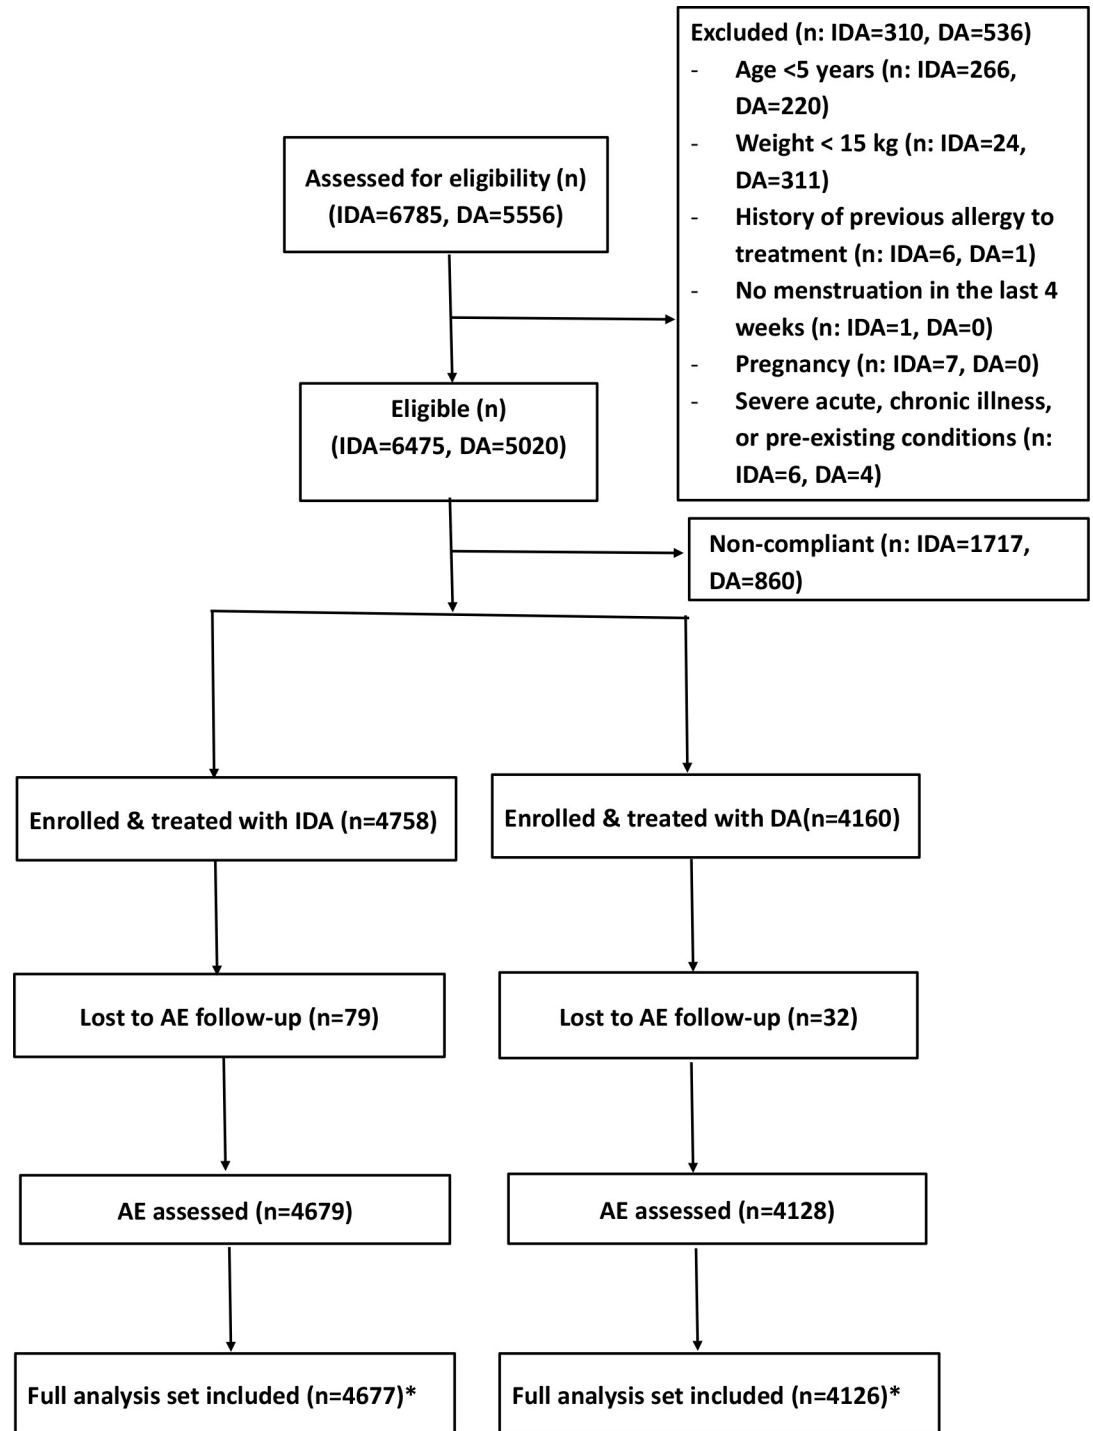 Assessed for eligibility (n)
(IDA=6785, DA=5556)
Excluded (n: IDA=310, DA=536)
- Age <5 years (n: IDA=266,
DA=220)
- Weight < 15 kg (n: IDA=24,
DA=311)
- History of previous allergy to
treatment (n: IDA=6, DA=1)
- No menstruation in the last 4
weeks (n: IDA=1, DA=0)
- Pregnancy (n: IDA=7, DA=0)
- Severe acute, chronic illness,
or pre-existing conditions (n:
IDA=6, DA=4)
Eligible (n)
(IDA=6475, DA=5020)
Non-compliant (n: IDA=1717,
DA=860)
Enrolled & treated with IDA (n=4758)
Enrolled & treated with DA(n=4160)
Lost to AE follow-up (n=79)
Lost to AE follow-up (n=32)
AE assessed (n=4679)
AE assessed (n=4128)
Full analysis set included (n=4677)*
Full analysis set included (n=4126)*